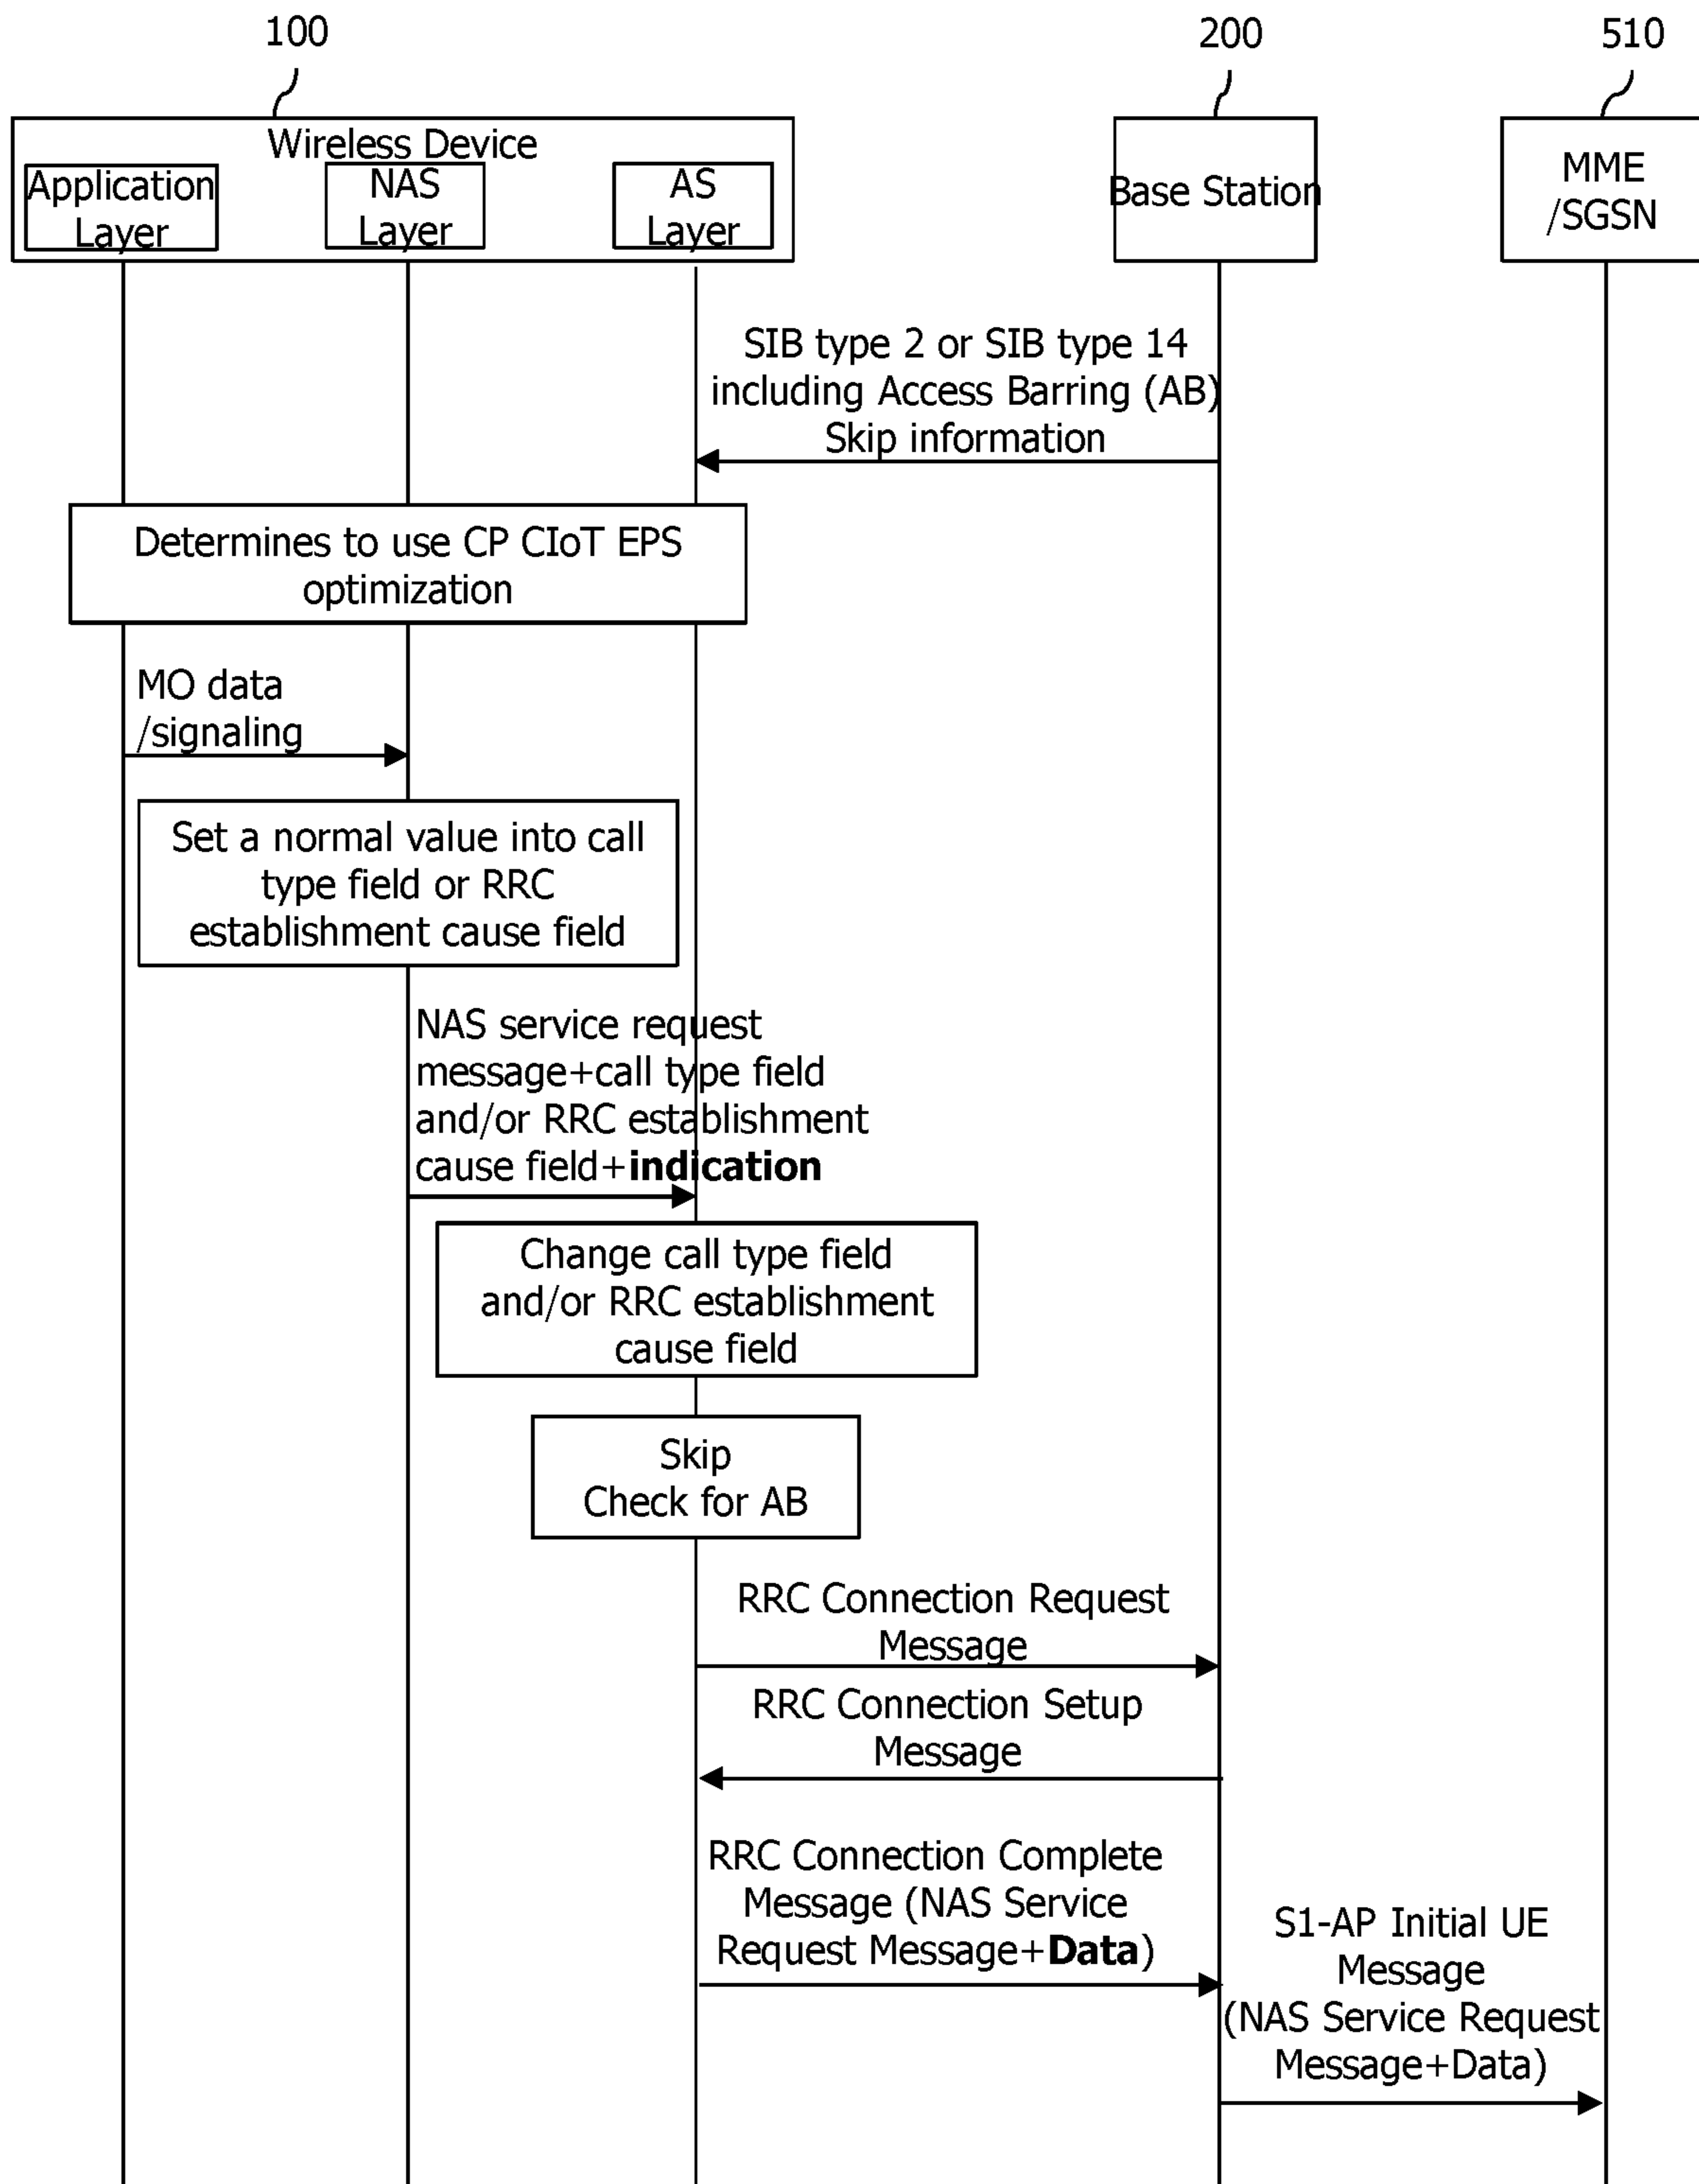 100
200
510
Wireless Device
Application
Layer
NAS
Layer
AS
Layer
Base Station
MME
/SGSN
SIB type 2 or SIB type 14
including Access Barring (AB)
Skip information
Determines to use CP CIoT EPS
optimization
MO data
/signaling
Set a normal value into call
type field or RRC
establishment cause field
NAS service request
message+call type field
and/or RRC establishment
cause field+indication
Change call type field
and/or RRC establishment
cause field
Skip
Check for AB
RRC Connection Request
Message
RRC Connection Setup
Message
RRC Connection Complete
Message (NAS Service
Request Message+Data)
S1-AP Initial UE
Message
(NAS Service Request
Message+Data)